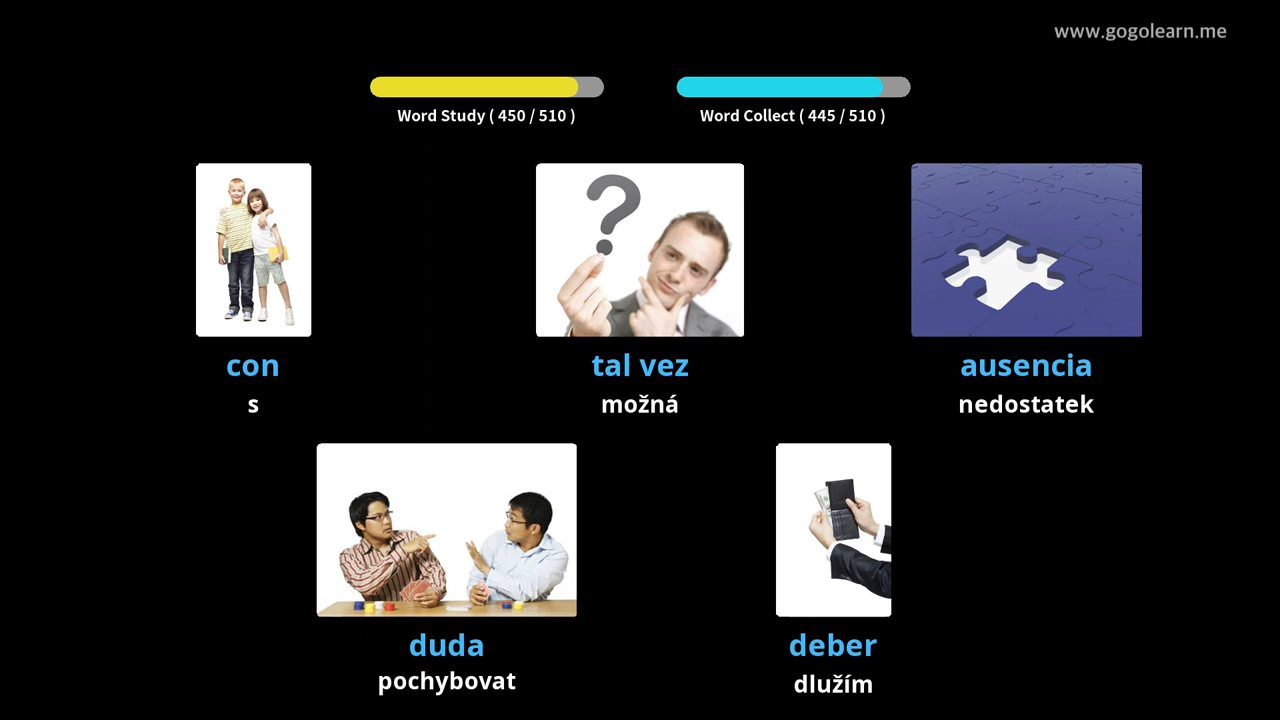 www.gogolearn.me
Word Study ( 450 / 510 )
Word Collect ( 445 / 510 )
con
s
tal vez
možná
ausencia
nedostatek
duda
pochybovat
deber
dlužím